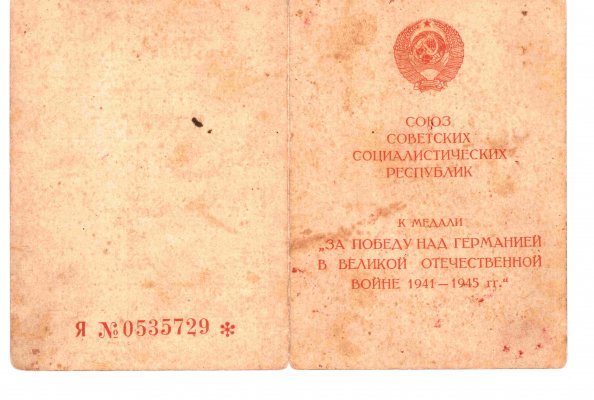 Я №0535729 *
СОЮЗ
СОВЕТСКИХ
СОЦИАЛИСТИЧЕСКИХ
РЕСПУБЛИК
К МЕДАЛИ
„ЗА ПОБЕДУ НАД ГЕРМАНИЕЙ
В ВЕЛИКОЙ ОТЕЧЕСТВЕННОЙ
ВОЙНЕ 1941—1945 гг.“